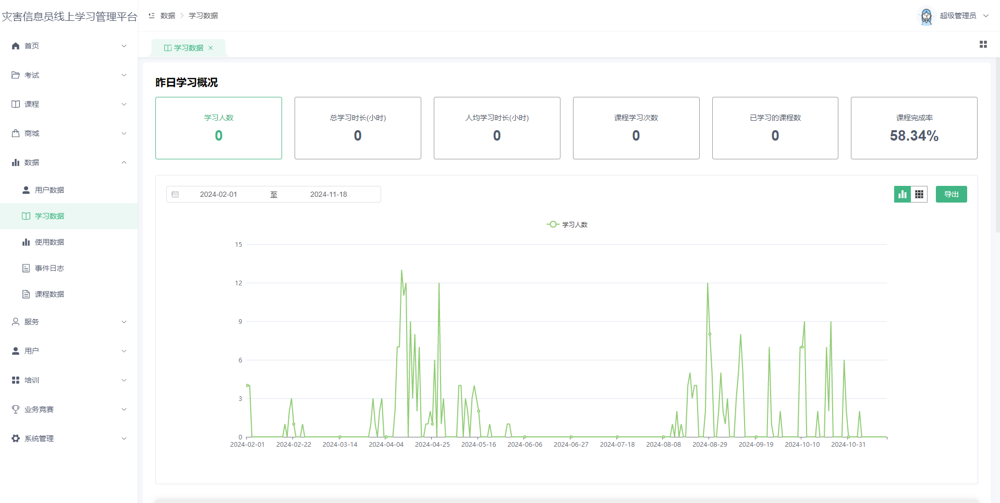 灾害信息员线上学习管理平台
数据 > 学习数据
超级管理员
首页
考试
课程
商城
数据
用户数据
学习数据
使用数据
事件日志
课程数据
服务
用户
培训
业务竞赛
系统管理
学习数据 ×
昨日学习概况
学习人数
0
总学习时长(小时)
0
人均学习时长(小时)
0
课程学习次数
0
已学习的课程数
0
课程完成率
58.34%
2024-02-01 至 2024-11-18
导出
学习人数
15
12
9
6
3
0
2024-02-01 2024-02-22 2024-03-14 2024-04-04 2024-04-25 2024-05-16 2024-06-06 2024-06-27 2024-07-18 2024-08-08 2024-08-29 2024-09-19 2024-10-10 2024-10-31